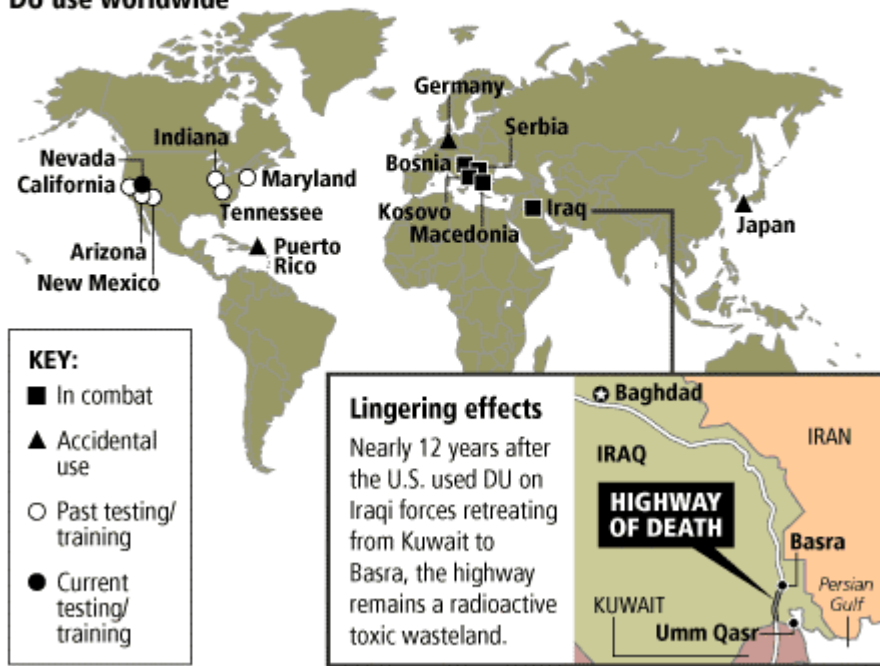 DU use worldwide
Germany
Indiana
Serbia
Nevada
Bosnia
California
Maryland
Tennessee
Kosovo
Iraq
Macedonia
Japan
Arizona
Puerto
Rico
New Mexico
KEY:
In combat
Accidental
use
Past testing/
training
Current
testing/
training
Lingering effects
Nearly 12 years after
the U.S. used DU on
Iraqi forces retreating
from Kuwait to
Basra, the highway
remains a radioactive
toxic wasteland.
Baghdad
IRAN
IRAQ
HIGHWAY
OF DEATH
Basra
Persian
Gulf
KUWAIT
Umm Qasr